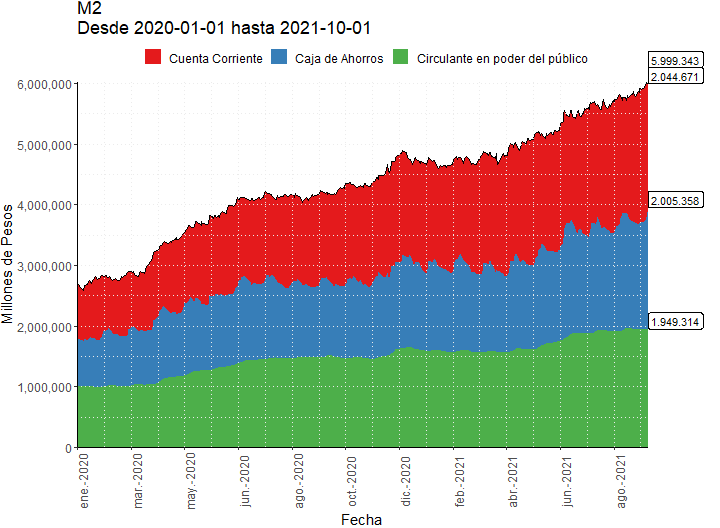 M2
Desde 2020-01-01 hasta 2021-10-01
Cuenta Corriente
Caja de Ahorros
Circulante en poder del público
5.999.343
2.044.671
2.005.358
1.949.314
6,000,000
5,000,000
4,000,000
3,000,000
2,000,000
1,000,000
0
Millones de Pesos
ene.-2020
mar.-2020
may.-2020
jun.-2020
ago.-2020
oct.-2020
dic.-2020
feb.-2021
abr.-2021
jun.-2021
ago.-2021
Fecha